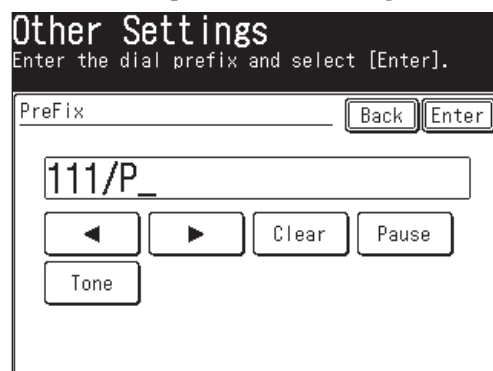 Other Settings
Enter the dial prefix and select [Enter].
PreFix Back Enter
111/P_
◄ ► Clear Pause
Tone